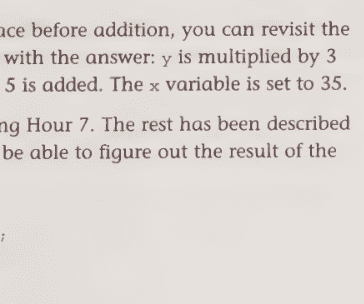 ace before addition, you can revisit the
with the answer: y is multiplied by 3
5 is added. The x variable is set to 35.
ng Hour 7. The rest has been described
be able to figure out the result of the
;